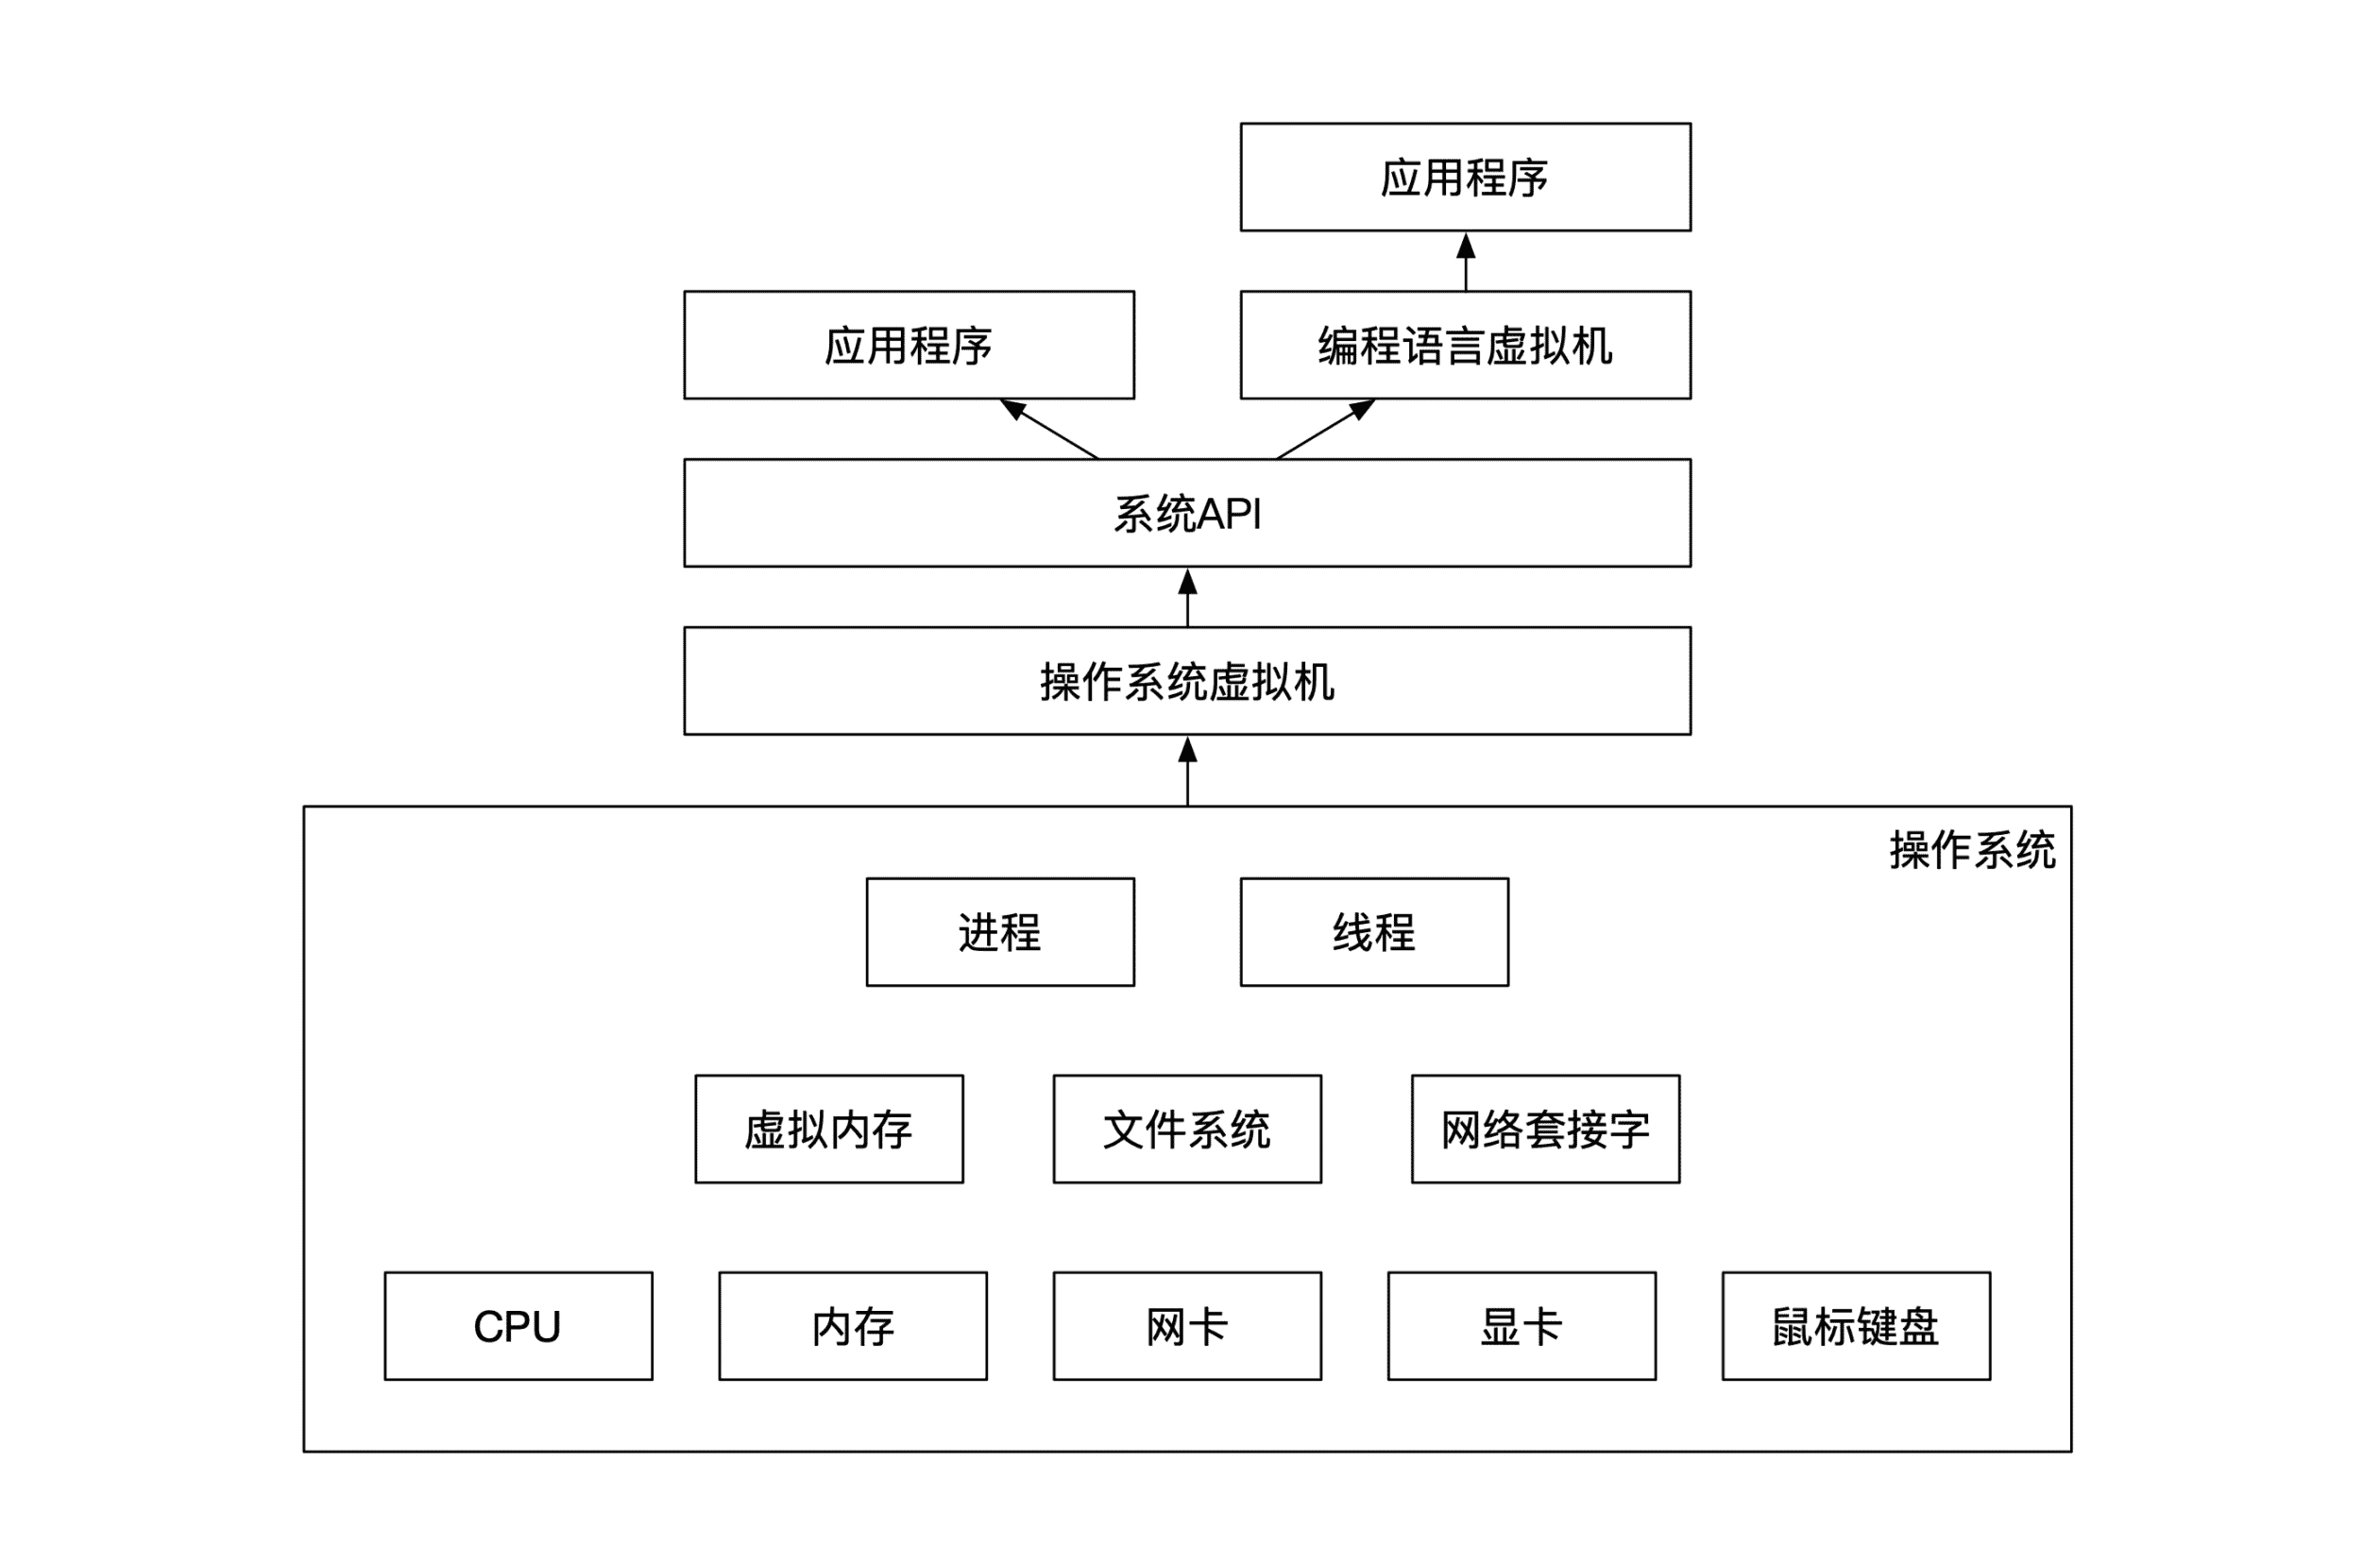 应用程序
应用程序
编程语言虚拟机
系统API
操作系统虚拟机
操作系统
进程
线程
虚拟内存
文件系统
网络套接字
CPU
内存
网卡
显卡
鼠标键盘